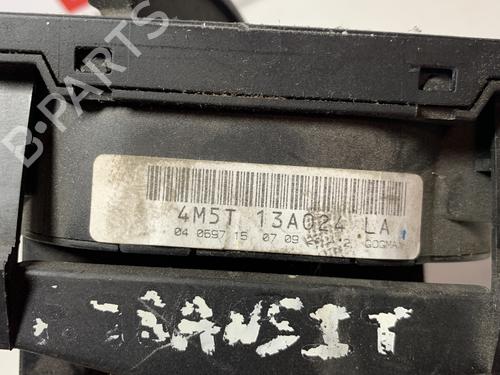 B-PARTS
4M5T 13A024 LA
04 0697 15 07 09
TRANSIT